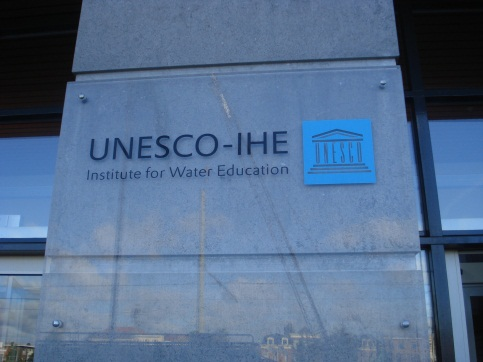 UNESCO-IHE
Institute for Water Education
UNESCO